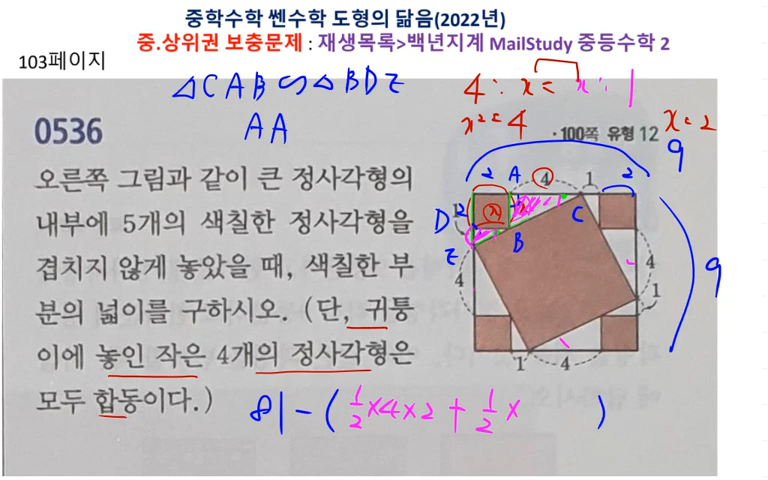 중학수학 쎈수학 도형의 닮음(2022년)
중.상위권 보충문제 : 재생목록>백년지계 MailStudy 중등수학 2
103페이지
△CAB ∽ △BDE
AA
4 : x = x : 1
x² = 4
x = 2
0536
• 100쪽 유형 12
오른쪽 그림과 같이 큰 정사각형의
내부에 5개의 색칠한 정사각형을
겹치지 않게 놓았을 때, 색칠한 부
분의 넓이를 구하시오. (단, 귀퉁
이에 놓인 작은 4개의 정사각형은
모두 합동이다.)
9
2 A 4 1 2
D 2 x C
E B
4 4 9
1
1 4
81 - ( 1/2 × 4 × 2 + 1/2 × )